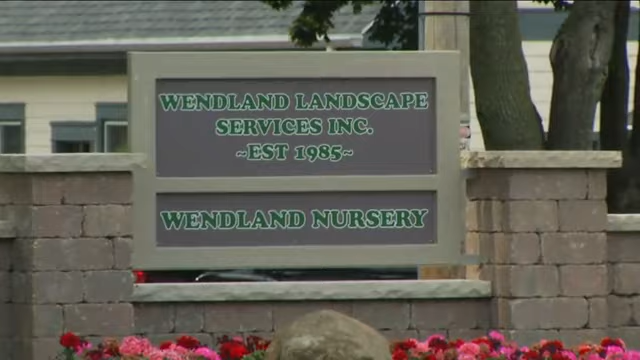 WENDLAND LANDSCAPE
SERVICES INC.
~EST 1985~
WENDLAND NURSERY